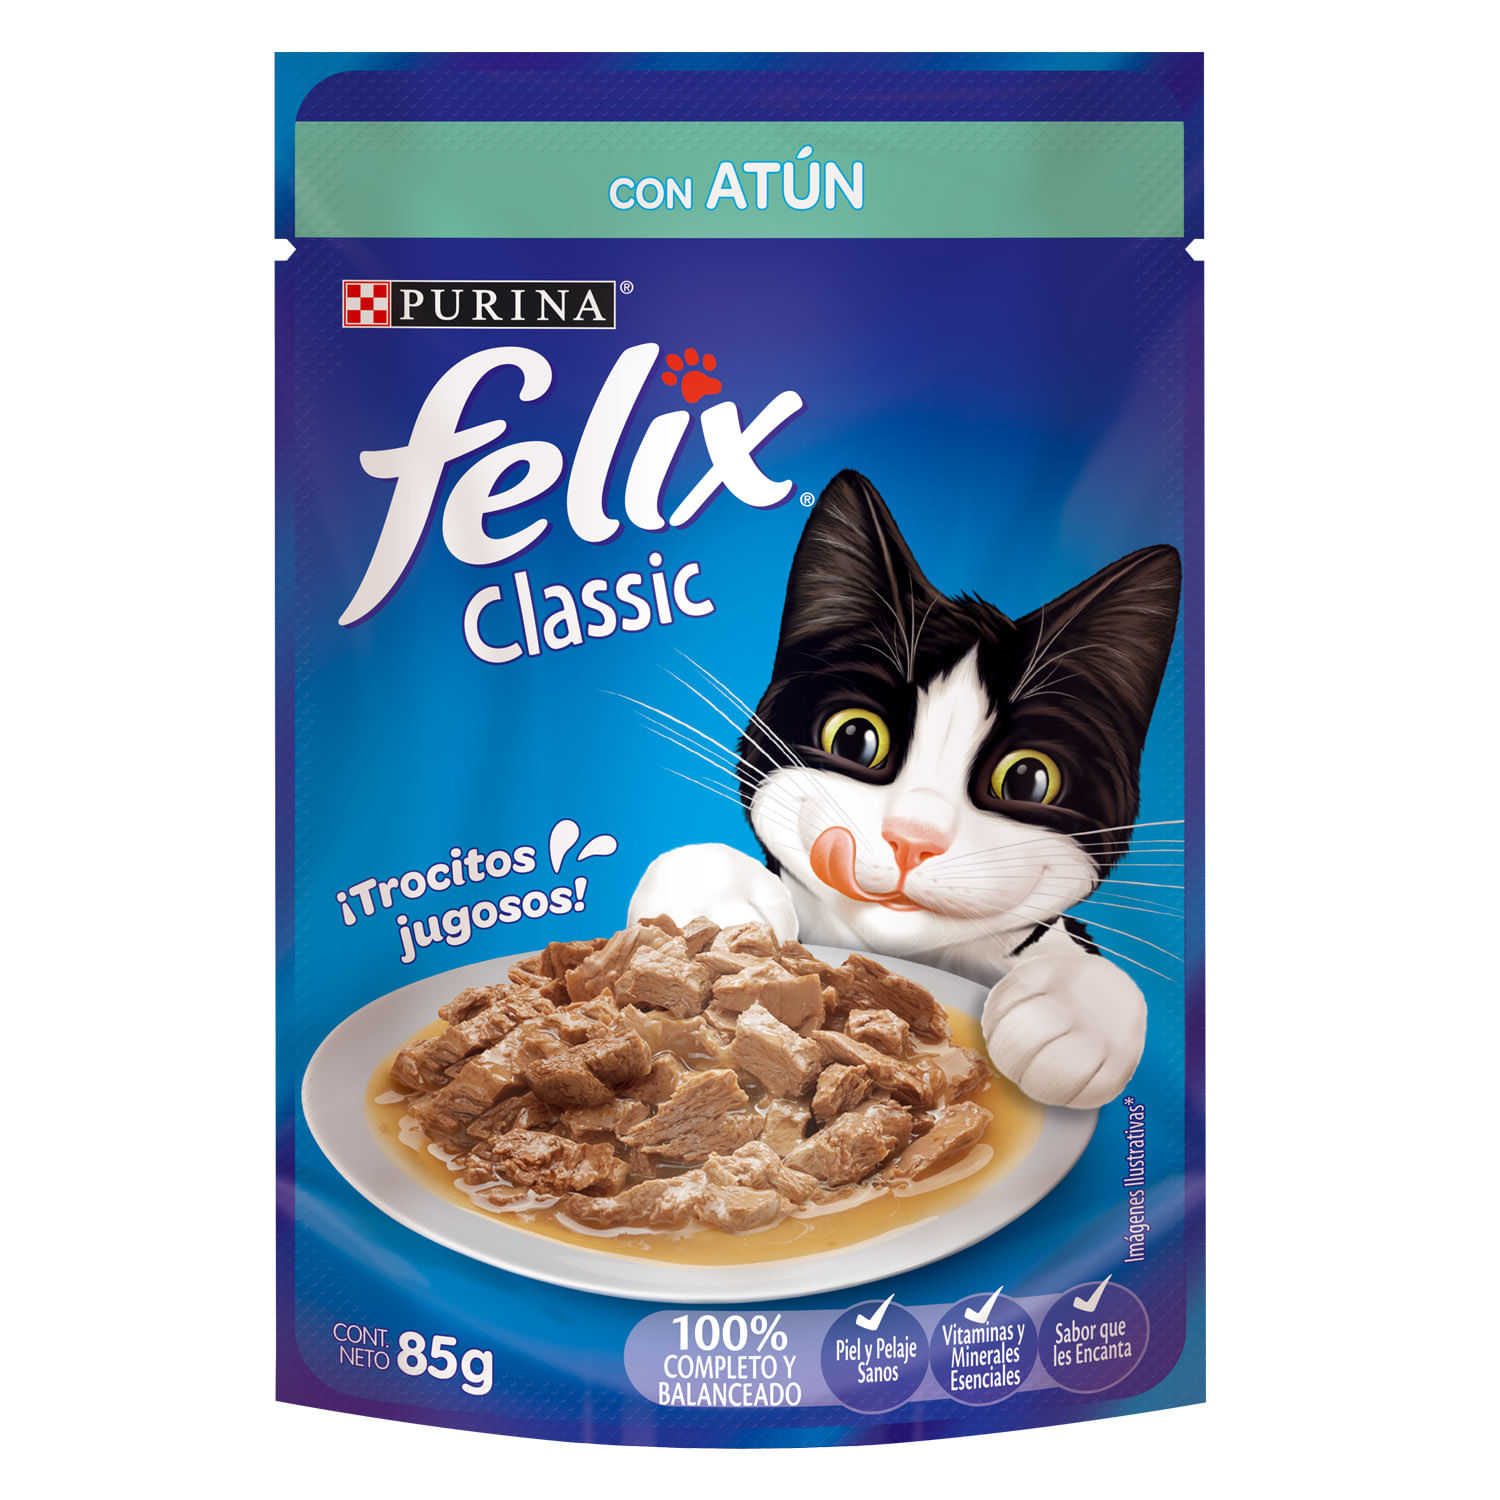 CON ATÚN
PURINA®
felix®
Classic
¡Trocitos
jugosos!
Imágenes Ilustrativas*
CONT.
NETO 85g
100%
COMPLETO Y
BALANCEADO
Piel y Pelaje
Sanos
Vitaminas y
Minerales
Esenciales
Sabor que
les Encanta